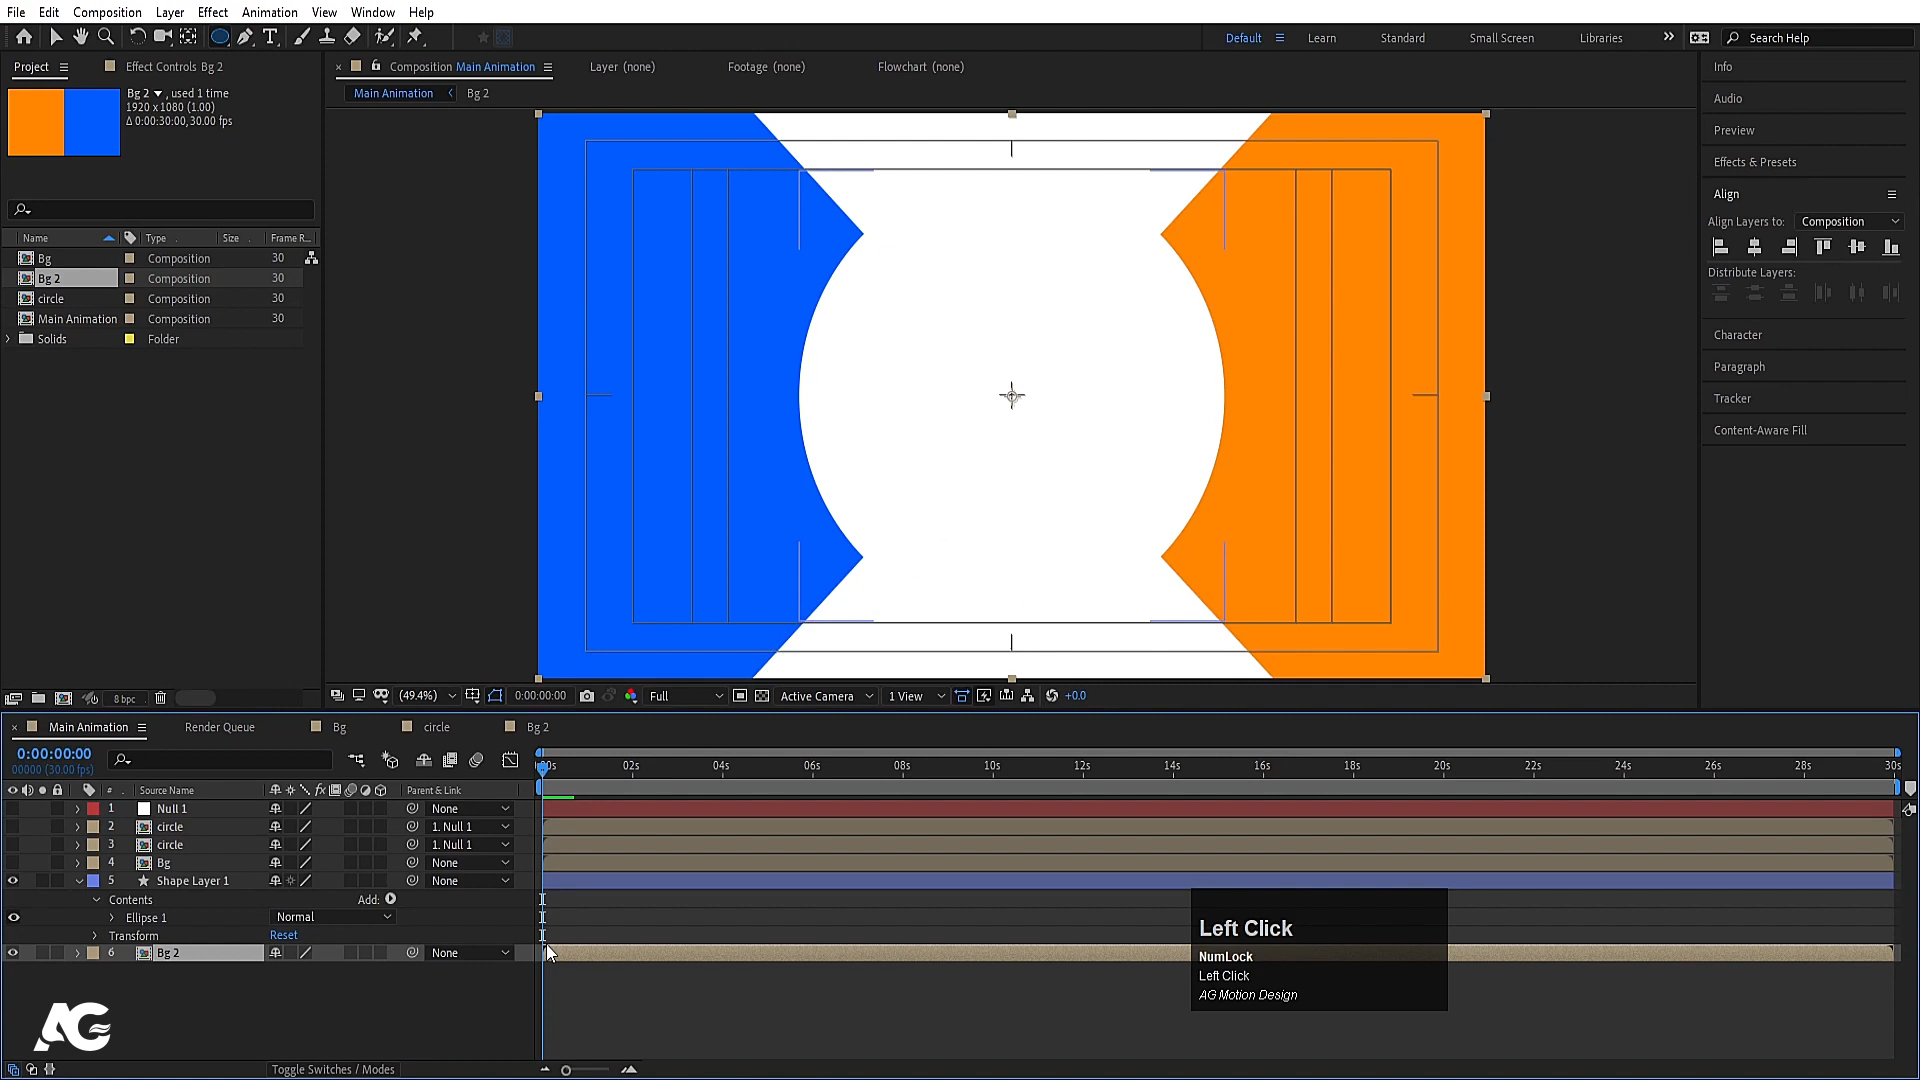 File Edit Composition Layer Effect Animation View Window Help
Default Learn Standard Small Screen Libraries Search Help
Project Effect Controls Bg 2
Composition Main Animation Layer (none) Footage (none) Flowchart (none)
Main Animation Bg 2
Bg 2 , used 1 time
1920 x 1080 (1.00)
Δ 0:00:30:00, 30.00 fps
Name Type Size Frame R...
Bg Composition 30
Bg 2 Composition 30
circle Composition 30
Main Animation Composition 30
Solids Folder
Info
Audio
Preview
Effects & Presets
Align
Align Layers to: Composition
Distribute Layers:
Character
Paragraph
Tracker
Content-Aware Fill
8 bpc
(49.4%) 0:00:00:00 Full Active Camera 1 View +0.0
Main Animation Render Queue Bg circle Bg 2
0:00:00:00
00000 (30.00 fps)
00s 02s 04s 06s 08s 10s 12s 14s 16s 18s 20s 22s 24s 26s 28s 30s
# Source Name fx Parent & Link
1 Null 1 None
2 circle 1. Null 1
3 circle 1. Null 1
4 Bg None
5 Shape Layer 1 None
Contents Add:
Ellipse 1 Normal
Transform Reset
6 Bg 2 None
Left Click
NumLock
Left Click
AG Motion Design
AG
Toggle Switches / Modes